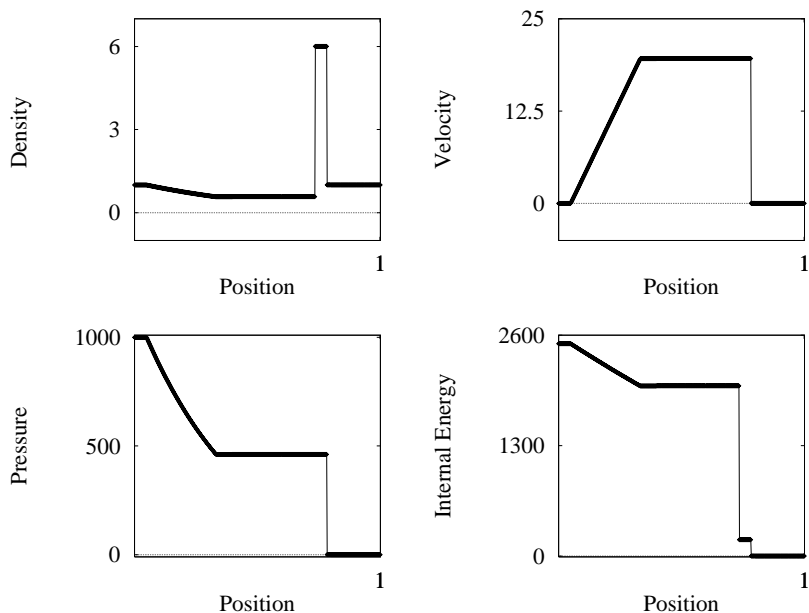 6
3
0
Density
1
Position
25
12.5
0
Velocity
1
Position
1000
500
0
Pressure
1
Position
2600
1300
0
Internal Energy
1
Position